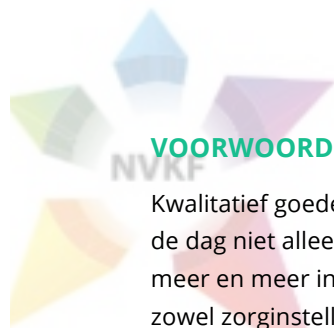 VOORWOORD
NVKF
Kwalitatief goede
de dag niet allee
meer en meer in
zowel zorginstell